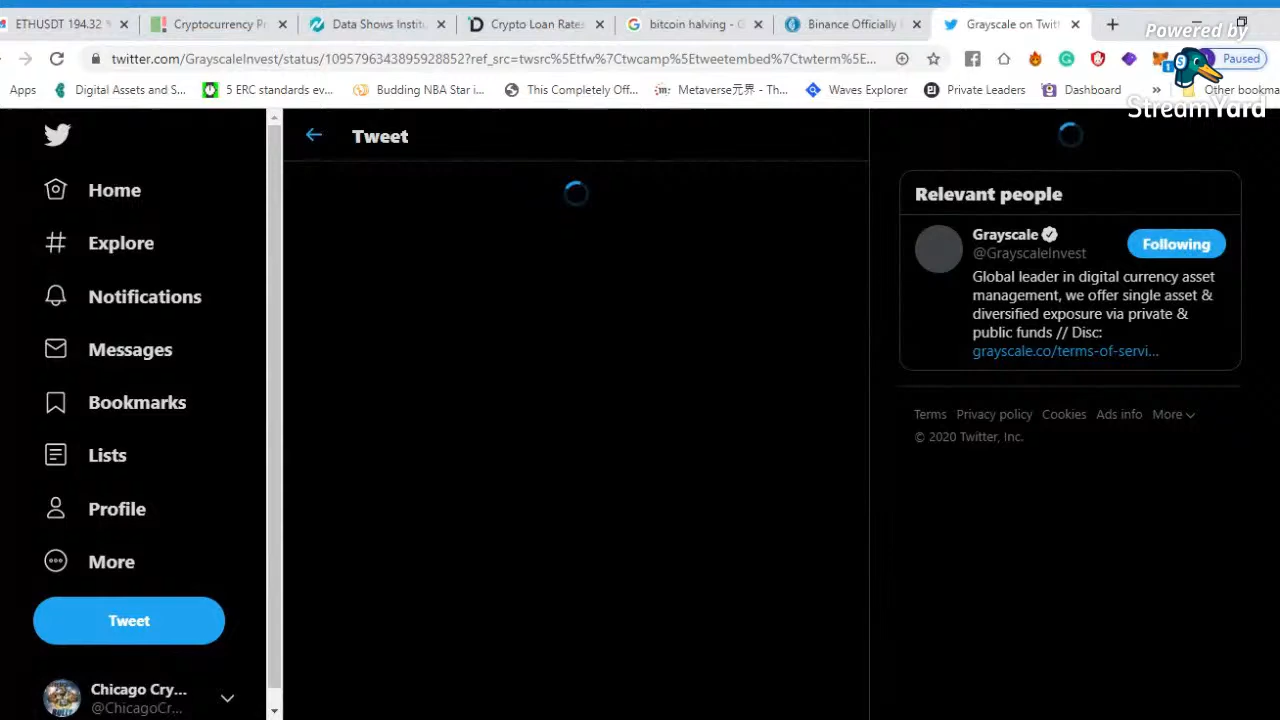 ETHUSDT 194.32
Cryptocurrency P
Data Shows Instit
Crypto Loan Rate
bitcoin halving - G
Binance Officially
Grayscale on Twit
Powered by
StreamYard
twitter.com/GrayscaleInvest/status/1095796343895928852?ref_src=twsrc%5Etfw%7Ctwcamp%5Etweetembed%7Ctwterm%5E...
Paused
Apps
Digital Assets and S...
5 ERC standards ev...
Budding NBA Star i...
This Completely Off...
Metaverse元界 - Th...
Waves Explorer
Private Leaders
Dashboard
»
Other bookma
Tweet
Home
Explore
Notifications
Messages
Bookmarks
Lists
Profile
More
Tweet
Chicago Cry...
@ChicagoCr...
Relevant people
Grayscale
@GrayscaleInvest
Following
Global leader in digital currency asset
management, we offer single asset &
diversified exposure via private &
public funds // Disc:
grayscale.co/terms-of-servi...
Terms Privacy policy Cookies Ads info More
© 2020 Twitter, Inc.